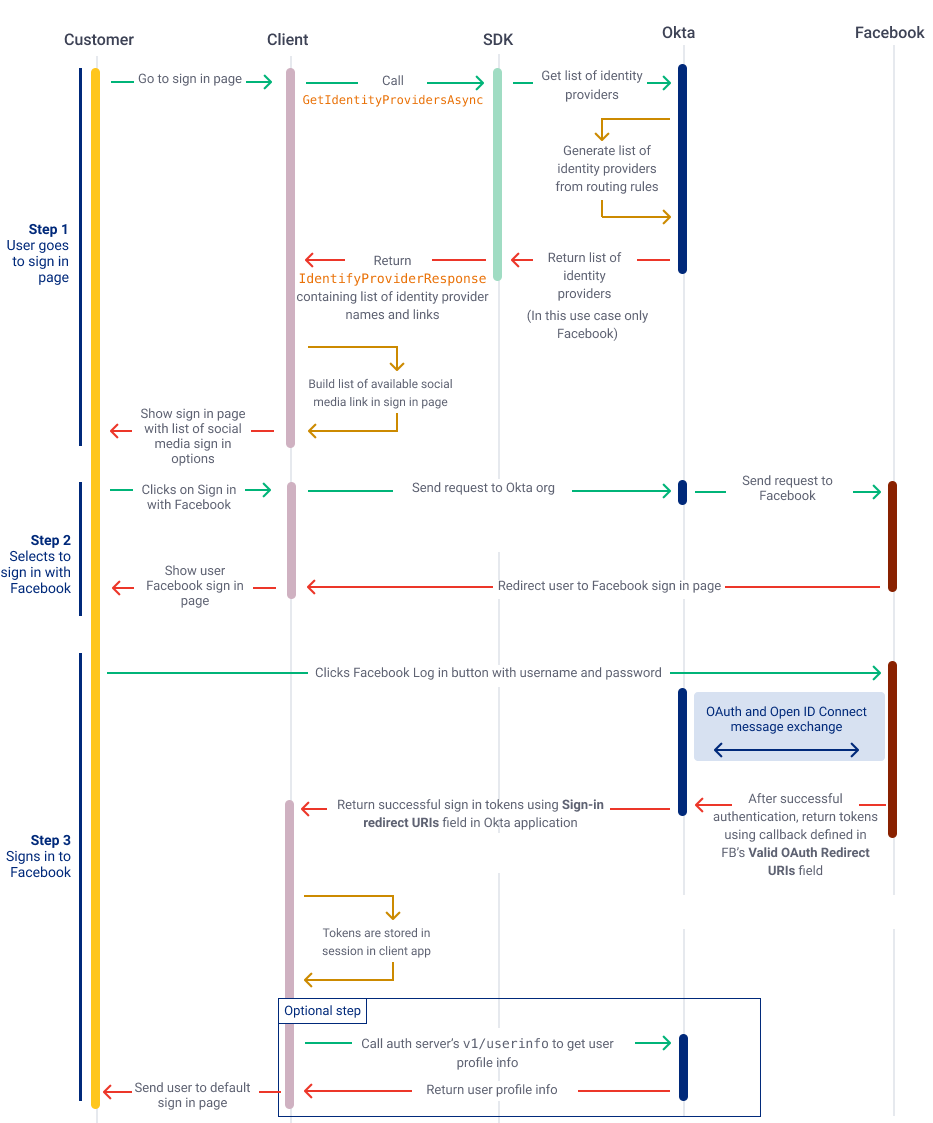 Customer
Client
SDK
Okta
Facebook
Go to sign in page
Call
GetIdentityProvidersAsync
Get list of identity
providers
Generate list of
identity providers
from routing rules
Step 1
User goes
to sign in
page
Return
IdentifyProviderResponse
containing list of identity provider
names and links
Return list of
identity
providers
(In this use case only
Facebook)
Build list of available social
media link in sign in page
Show sign in page
with list of social
media sign in
options
Clicks on Sign in
with Facebook
Send request to Okta org
Send request to
Facebook
Step 2
Selects to
sign in with
Facebook
Show user
Facebook sign in
page
Redirect user to Facebook sign in page
Clicks Facebook Log in button with username and password
OAuth and Open ID Connect
message exchange
Return successful sign in tokens using Sign-in
redirect URIs field in Okta application
After successful
authentication, return tokens
using callback defined in
FB's Valid OAuth Redirect
URIs field
Step 3
Signs in to
Facebook
Tokens are stored in
session in client app
Optional step
Call auth server's v1/userinfo to get user
profile info
Return user profile info
Send user to default
sign in page